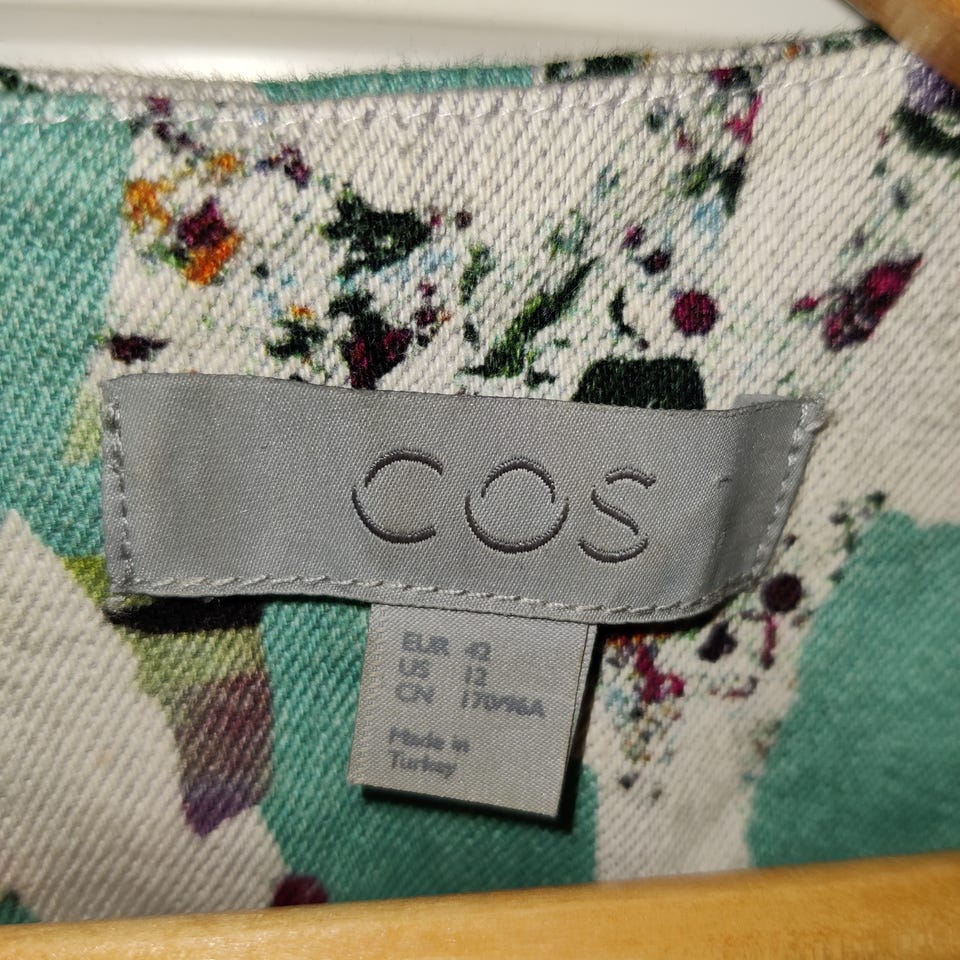 COS
EUR 42
US 12
CN 170/96A
Made in
Turkey